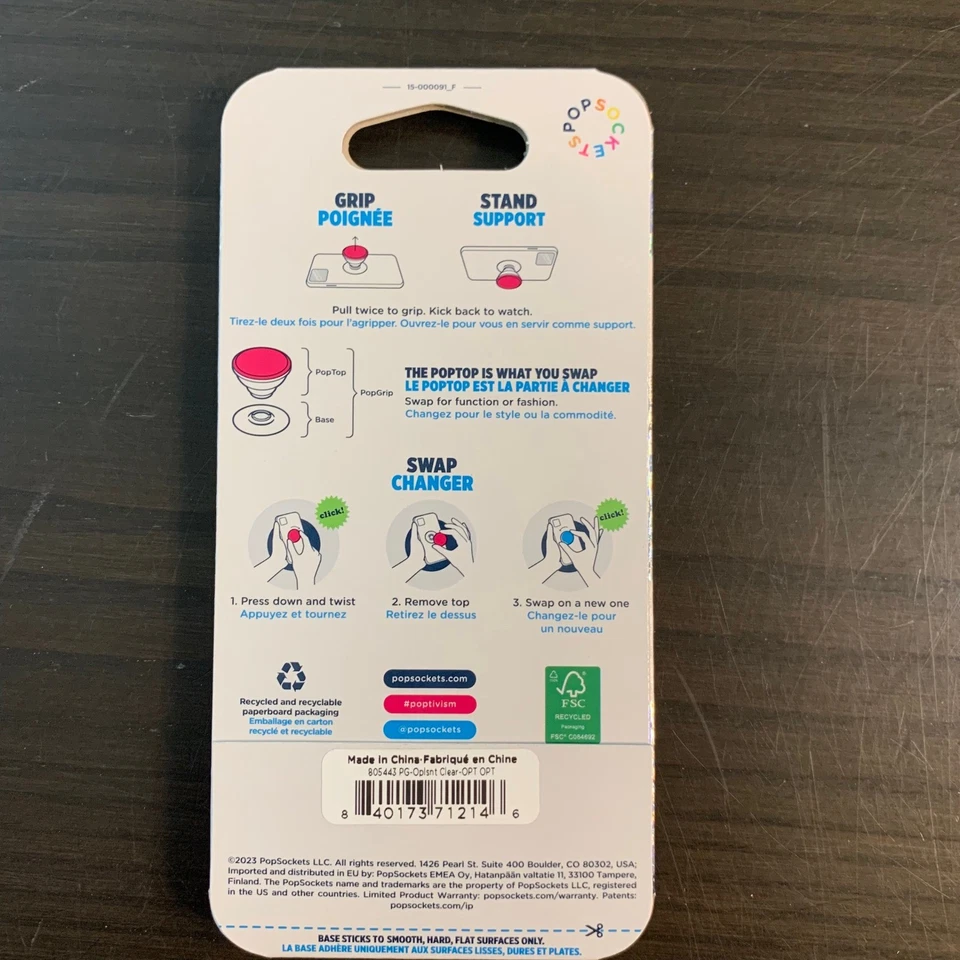 15-000091_F
POPSOCKETS
GRIP
POIGNÉE
STAND
SUPPORT
Pull twice to grip. Kick back to watch.
Tirez-le deux fois pour l'agripper. Ouvrez-le pour vous en servir comme support.
PopTop
PopGrip
Base
THE POPTOP IS WHAT YOU SWAP
LE POPTOP EST LA PARTIE À CHANGER
Swap for function or fashion.
Changez pour le style ou la commodité.
SWAP
CHANGER
click!
click!
1. Press down and twist
Appuyez et tournez
2. Remove top
Retirez le dessus
3. Swap on a new one
Changez-le pour
un nouveau
Recycled and recyclable
paperboard packaging
Emballage en carton
recyclé et recyclable
popsockets.com
#poptivism
@popsockets
FSC
RECYCLED
Packaging
FSC® C084692
Made in China·Fabriqué en Chine
805443 PG-Oplsnt Clear-OPT OPT
8 40173 71214 6
©2023 PopSockets LLC. All rights reserved. 1426 Pearl St. Suite 400 Boulder, CO 80302, USA;
Imported and distributed in EU by: PopSockets EMEA Oy, Hatanpään valtatie 11, 33100 Tampere,
Finland. The PopSockets name and trademarks are the property of PopSockets LLC, registered
in the US and other countries. Limited Product Warranty: popsockets.com/warranty. Patents:
popsockets.com/ip
BASE STICKS TO SMOOTH, HARD, FLAT SURFACES ONLY.
LA BASE ADHÈRE UNIQUEMENT AUX SURFACES LISSES, DURES ET PLATES.